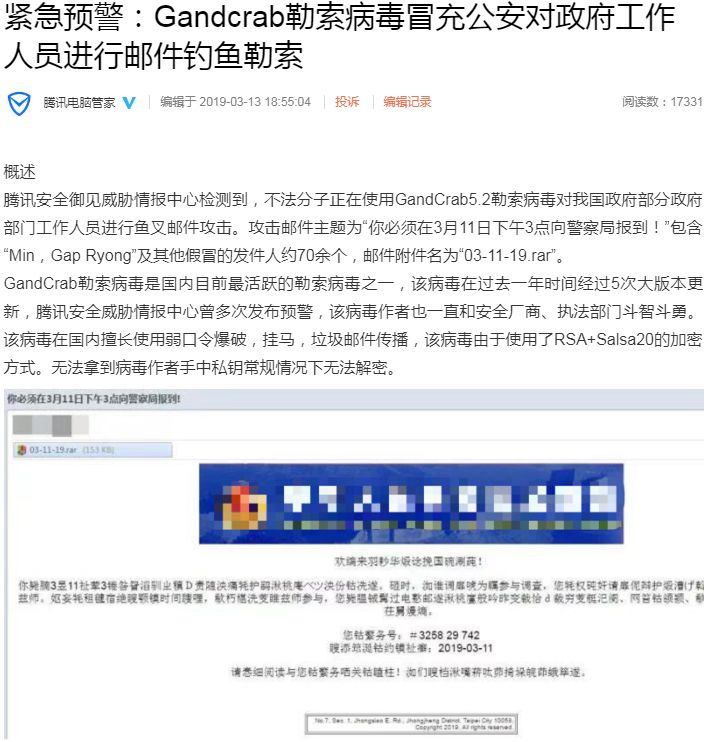 紧急预警：Gandcrab勒索病毒冒充公安对政府工作
人员进行邮件钓鱼勒索
腾讯电脑管家 编辑于 2019-03-13 18:55:04 投诉 编辑记录 阅读数：17331
概述
腾讯安全御见威胁情报中心检测到，不法分子正在使用GandCrab5.2勒索病毒对我国政府部分政府
部门工作人员进行鱼叉邮件攻击。攻击邮件主题为“你必须在3月11日下午3点向警察局报到！”包含
“Min，Gap Ryong”及其他假冒的发件人约70余个，邮件附件名为“03-11-19.rar”。
GandCrab勒索病毒是国内目前最活跃的勒索病毒之一，该病毒在过去一年时间经过5次大版本更
新，腾讯安全威胁情报中心曾多次发布预警，该病毒作者也一直和安全厂商、执法部门斗智斗勇。
该病毒在国内擅长使用弱口令爆破，挂马，垃圾邮件传播，该病毒由于使用了RSA+Salsa20的加密
方式。无法拿到病毒作者手中私钥常规情况下无法解密。
你必须在3月11日下午3点向警察局报到!
03-11-19.rar (153 KB)
#3258 29 742
2019-03-11
No.7, Sec. 1, Jhongsiao E. Rd., Jhongjheng District, Taipei City 10058,
Copyright 2019. All rights reserved.